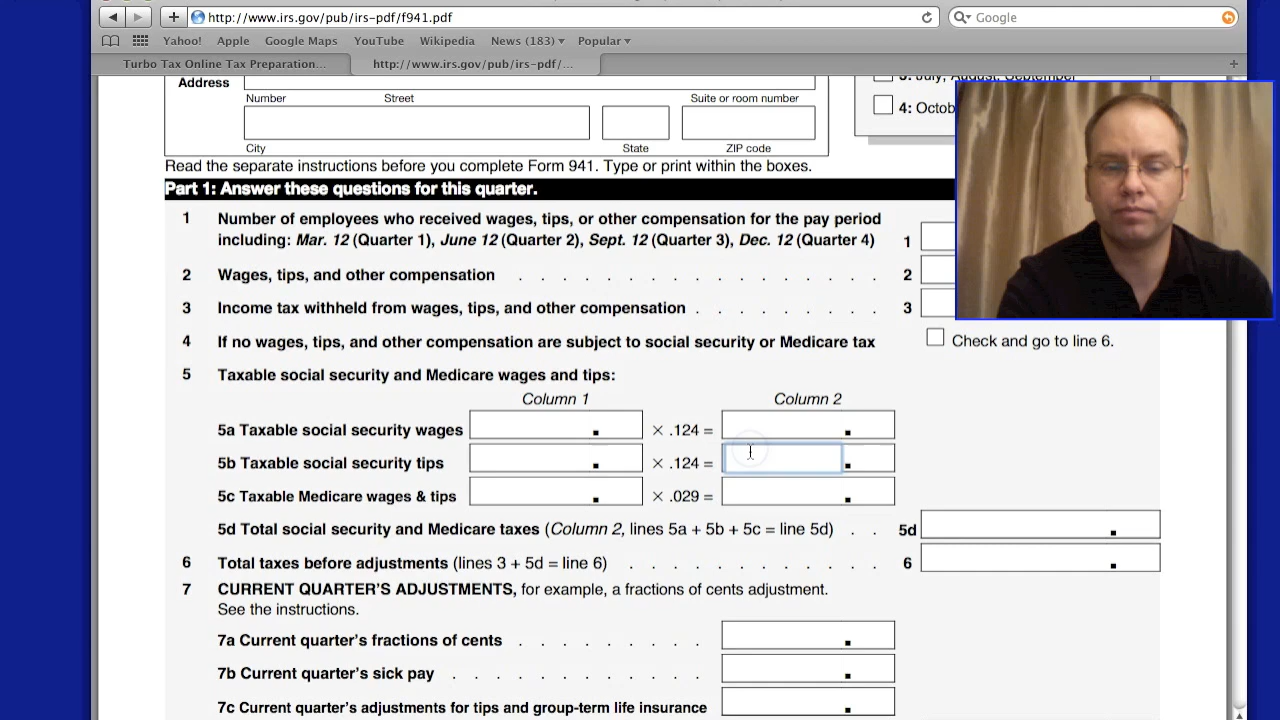 http://www.irs.gov/pub/irs-pdf/f941.pdf
Google
Yahoo! Apple Google Maps YouTube Wikipedia News (183) Popular
Turbo Tax Online Tax Preparation... http://www.irs.gov/pub/irs-pdf/...
Address
Number Street Suite or room number
4: Octob
City State ZIP code
Read the separate instructions before you complete Form 941. Type or print within the boxes.
Part 1: Answer these questions for this quarter.
1 Number of employees who received wages, tips, or other compensation for the pay period
including: Mar. 12 (Quarter 1), June 12 (Quarter 2), Sept. 12 (Quarter 3), Dec. 12 (Quarter 4) 1
2 Wages, tips, and other compensation . . . . . . . . . . . . . 2
3 Income tax withheld from wages, tips, and other compensation . . . . . . . 3
4 If no wages, tips, and other compensation are subject to social security or Medicare tax Check and go to line 6.
5 Taxable social security and Medicare wages and tips:
Column 1 Column 2
5a Taxable social security wages . × .124 = .
5b Taxable social security tips . × .124 = .
5c Taxable Medicare wages & tips . × .029 = .
5d Total social security and Medicare taxes (Column 2, lines 5a + 5b + 5c = line 5d) . . 5d .
6 Total taxes before adjustments (lines 3 + 5d = line 6) . . . . . . . . . 6 .
7 CURRENT QUARTER'S ADJUSTMENTS, for example, a fractions of cents adjustment.
See the instructions.
7a Current quarter's fractions of cents . . . . . . . .
7b Current quarter's sick pay . . . . . . . . . .
7c Current quarter's adjustments for tips and group-term life insurance .